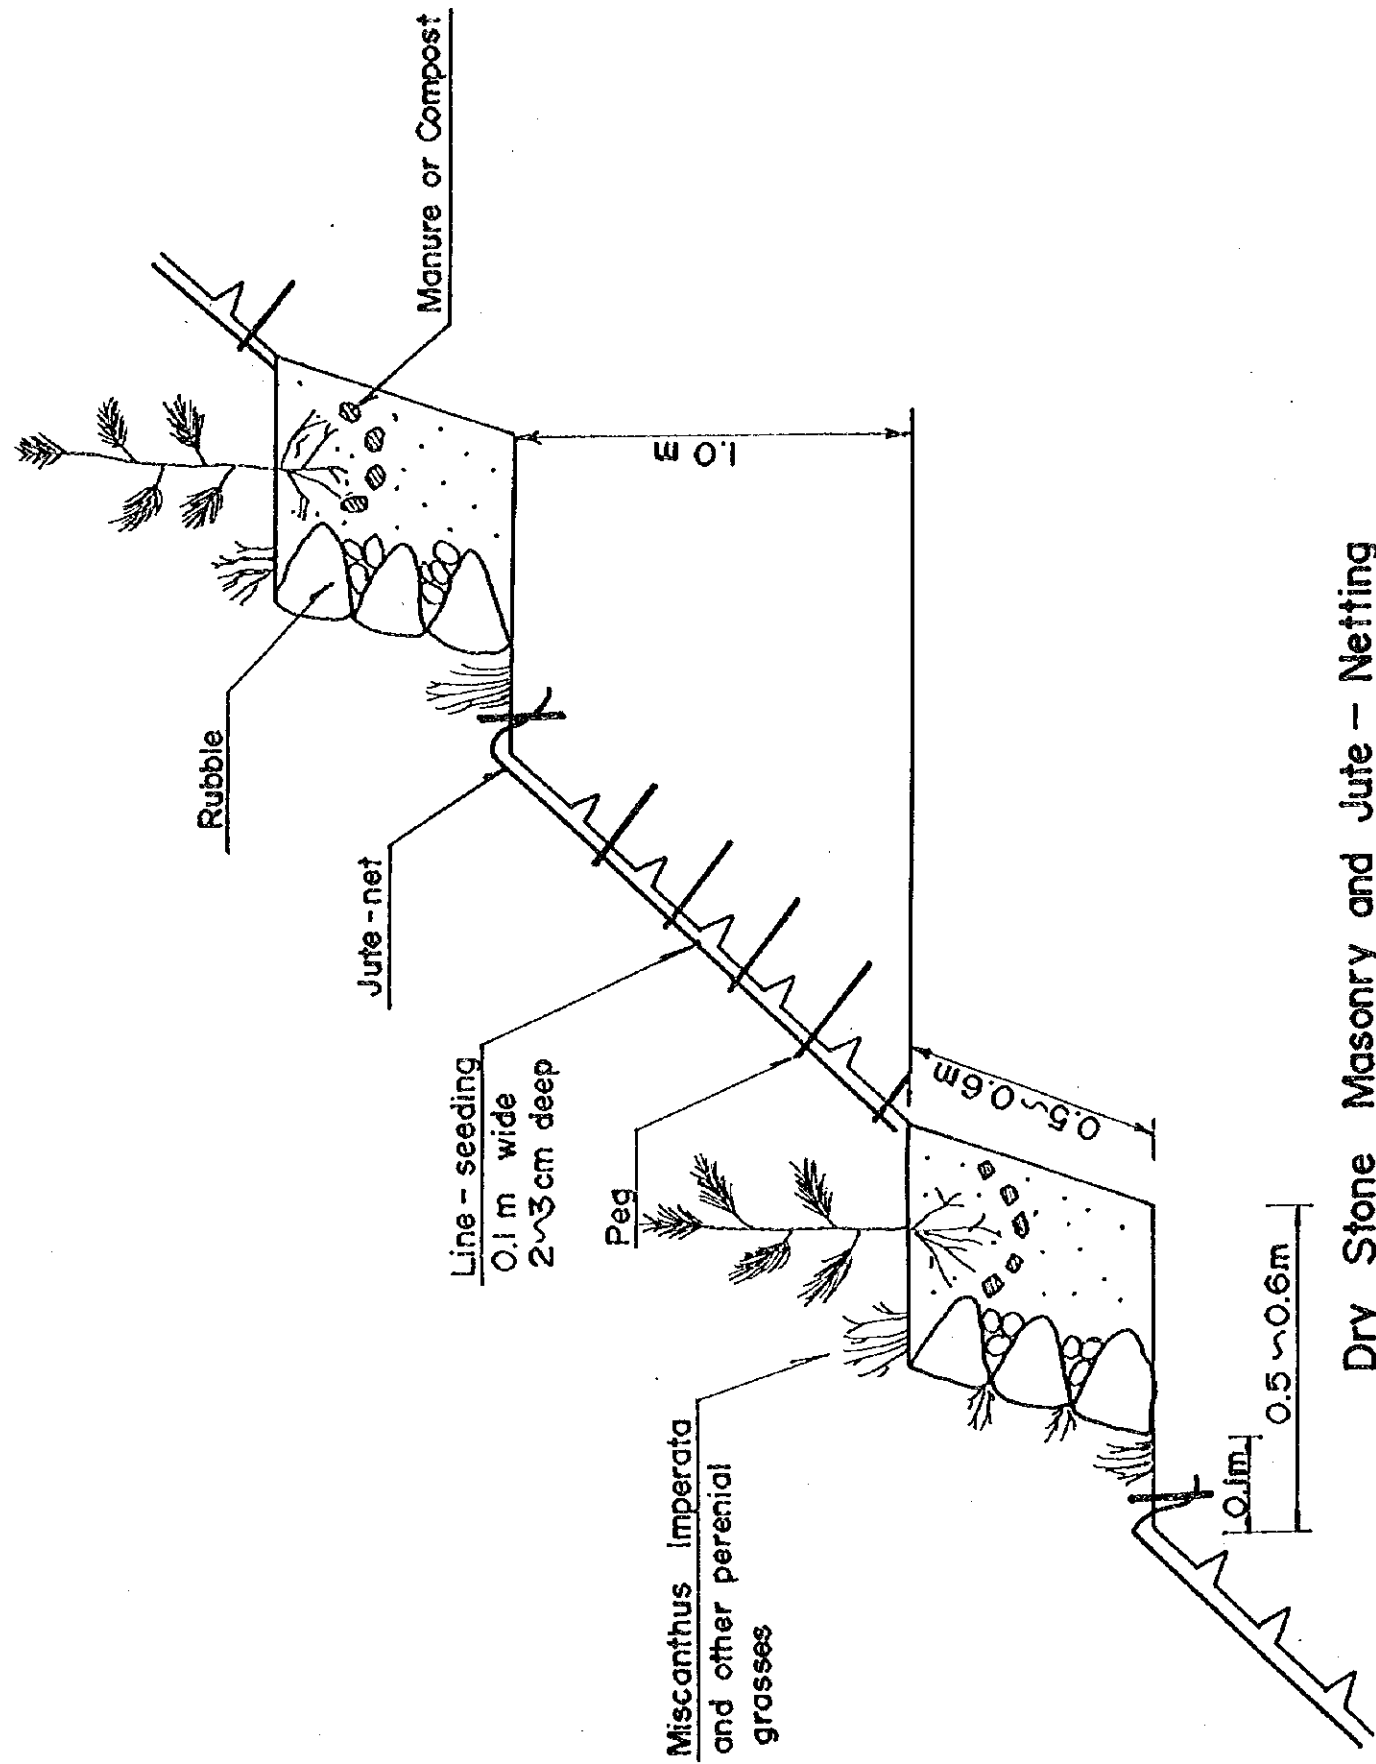 Manure or Compost
Rubble
Jute-net
Line-seeding
0.1 m wide
2~3cm deep
Peg
Miscanthus Imperata
and other perenial
grasses
1.0 m
0.5~0.6m
0.1m
0.5~0.6m
Dry Stone Masonry and Jute-Netting